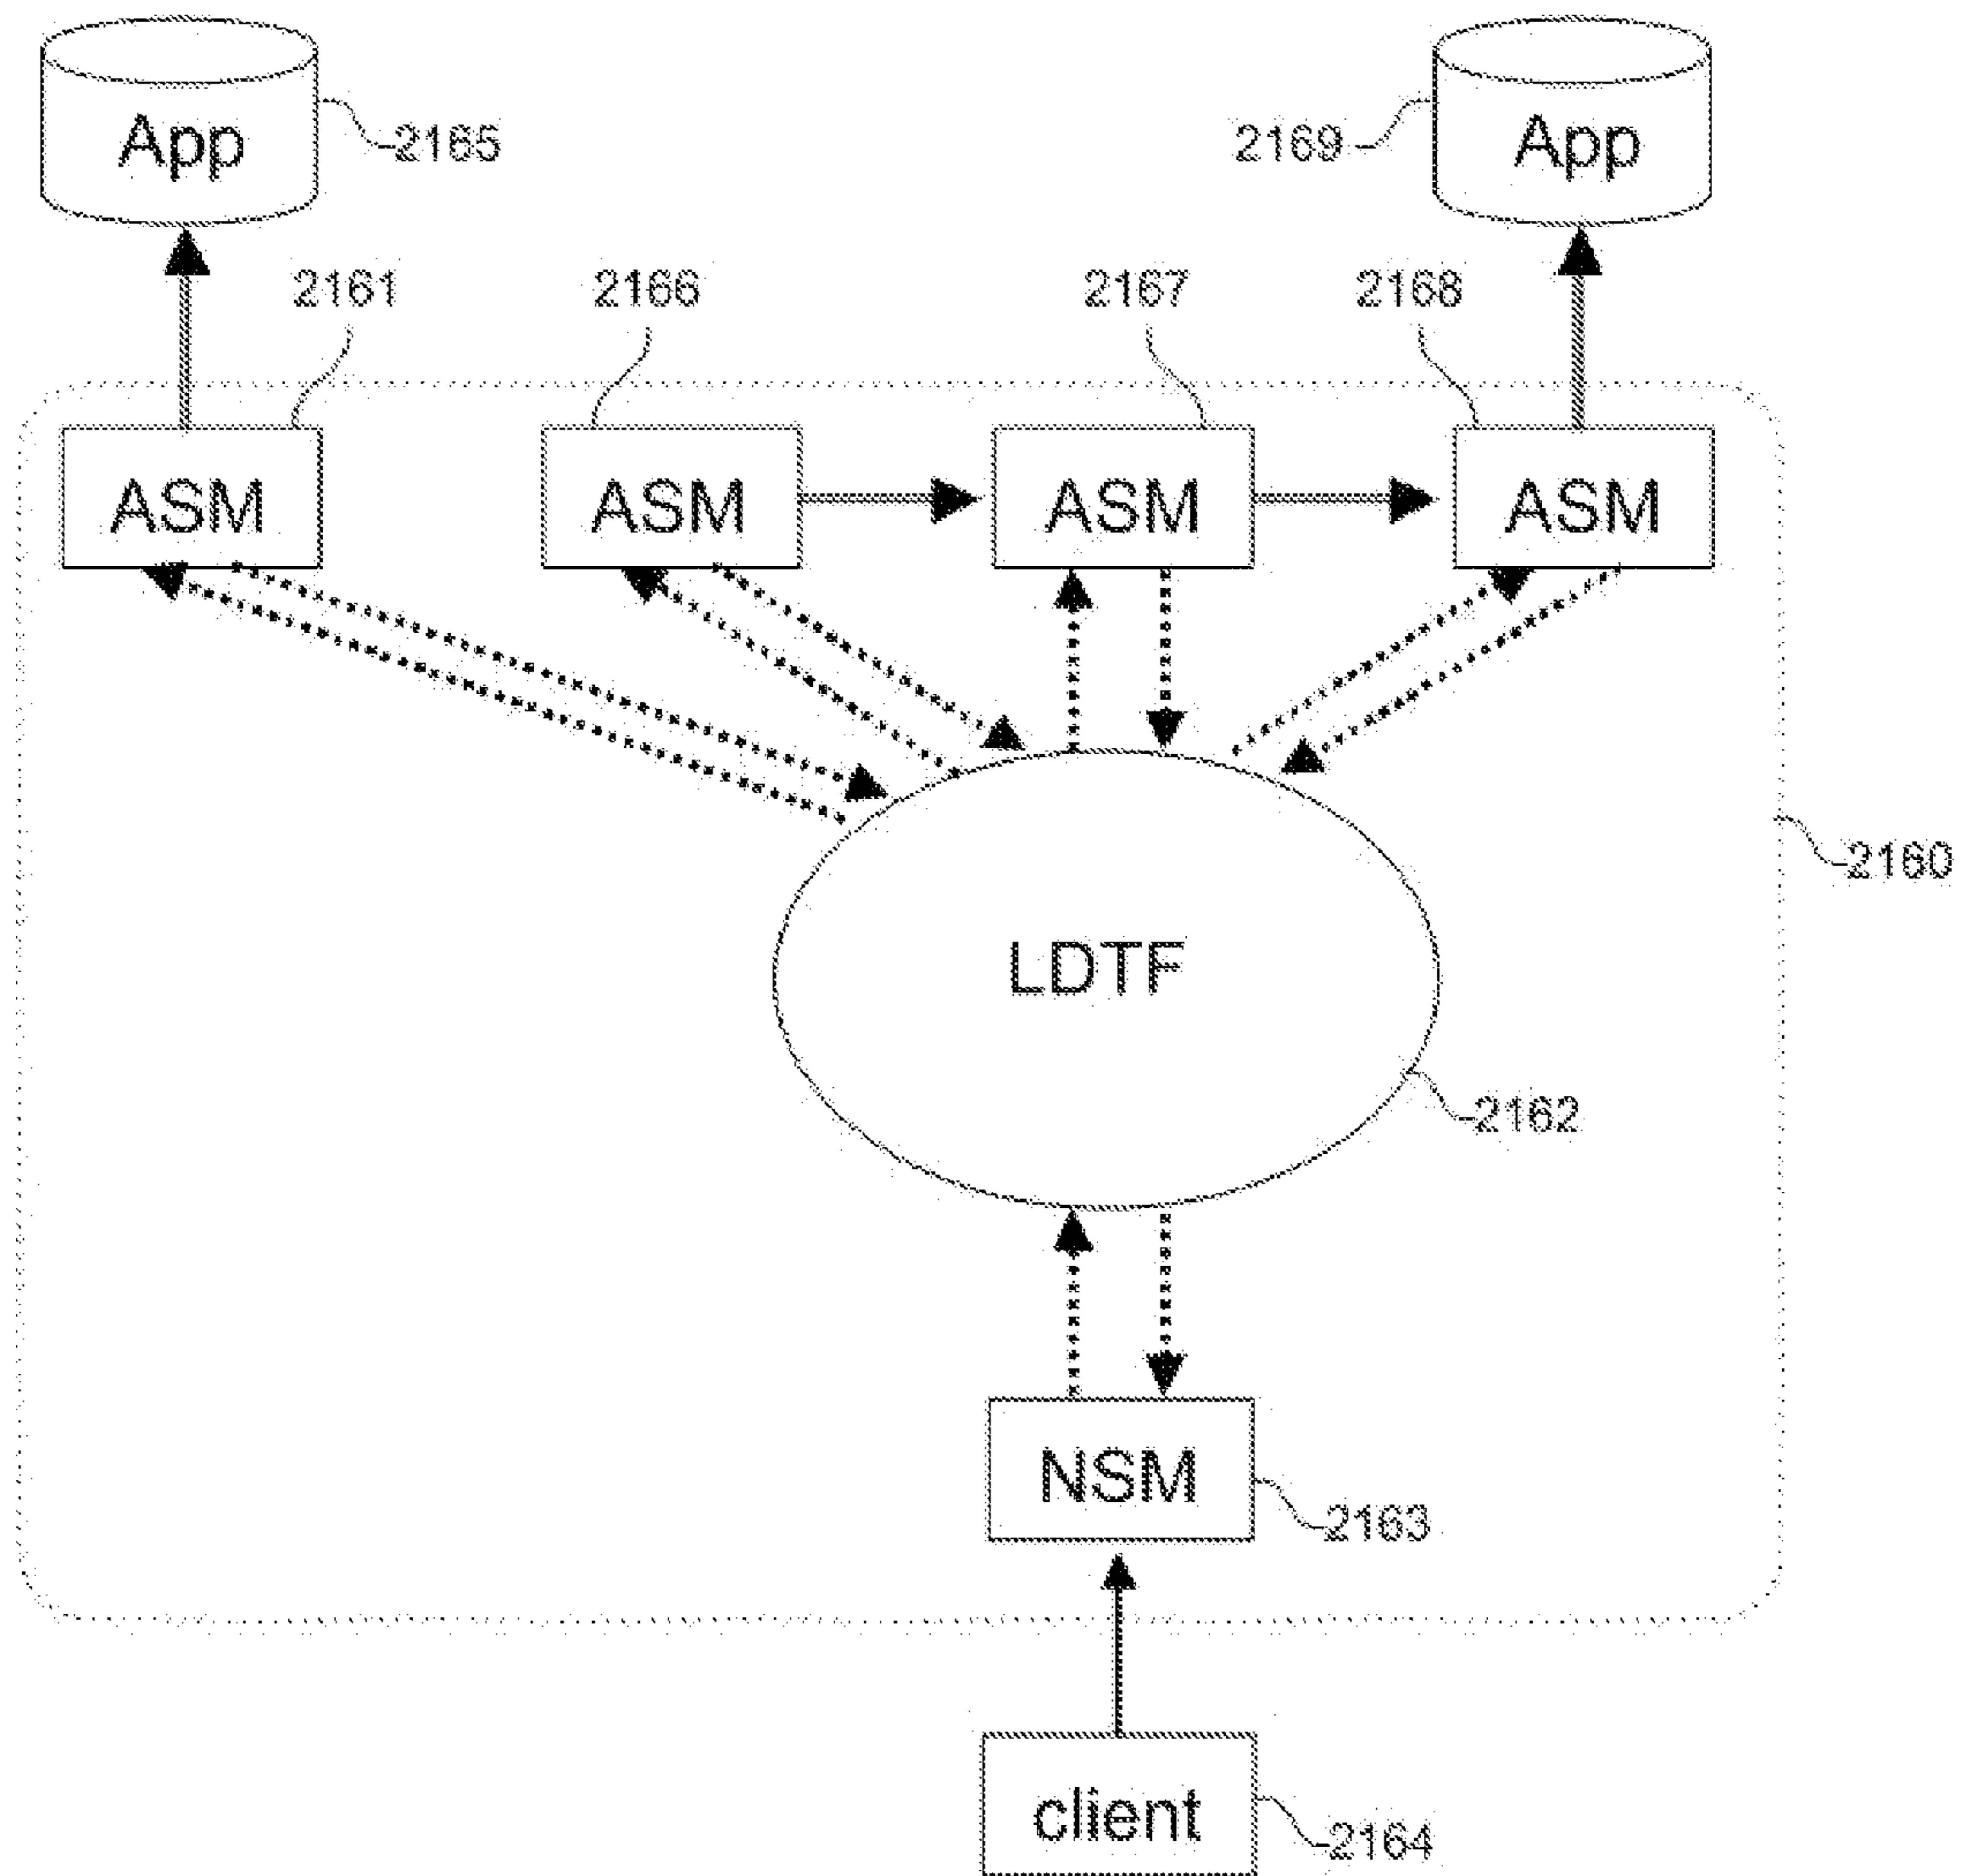 App
2165
2169
App
2161
2166
2167
2168
ASM
ASM
ASM
ASM
2160
LDTF
2162
NSM
2163
client
2164